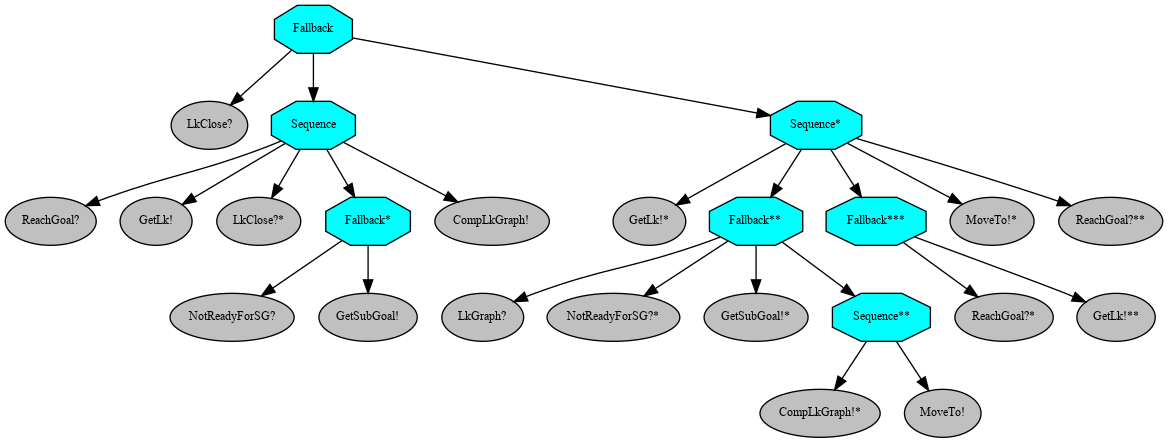 Fallback
LkClose?
Sequence
Sequence*
ReachGoal?
GetLk!
LkClose?*
Fallback*
CompLkGraph!
GetLk!*
Fallback**
Fallback***
MoveTo!*
ReachGoal?**
NotReadyForSG?
GetSubGoal!
LkGraph?
NotReadyForSG?*
GetSubGoal!*
Sequence**
ReachGoal?*
GetLk!**
CompLkGraph!*
MoveTo!